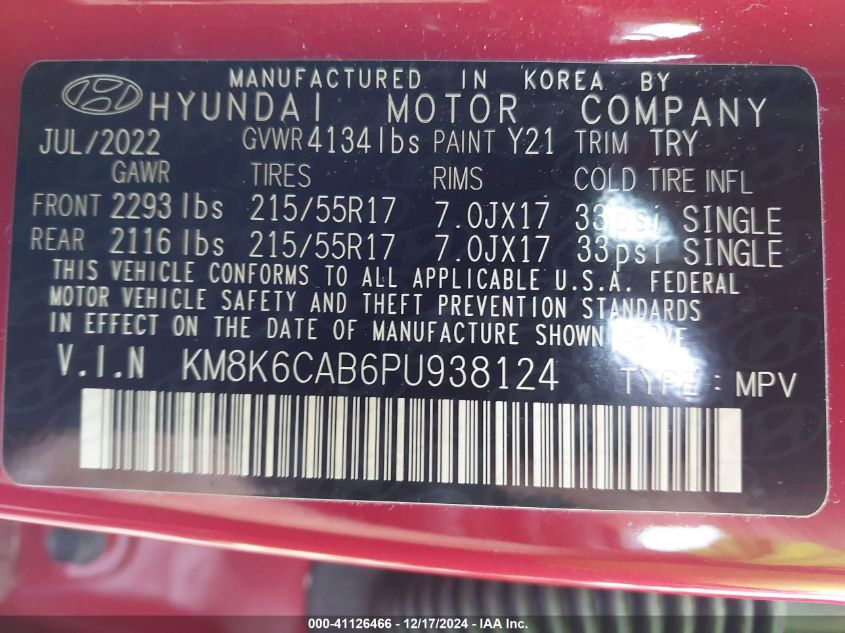 MANUFACTURED IN KOREA BY
HYUNDAI MOTOR COMPANY
JUL/2022 GVWR 4134 lbs PAINT Y21 TRIM TRY
GAWR TIRES RIMS COLD TIRE INFL
FRONT 2293 lbs 215/55R17 7.0JX17 33psi SINGLE
REAR 2116 lbs 215/55R17 7.0JX17 33psi SINGLE
THIS VEHICLE CONFORMS TO ALL APPLICABLE U.S.A. FEDERAL
MOTOR VEHICLE SAFETY AND THEFT PREVENTION STANDARDS
IN EFFECT ON THE DATE OF MANUFACTURE SHOWN ABOVE
V.I.N KM8K6CAB6PU938124 TYPE : MPV
000-41126466 - 12/17/2024 - IAA Inc.